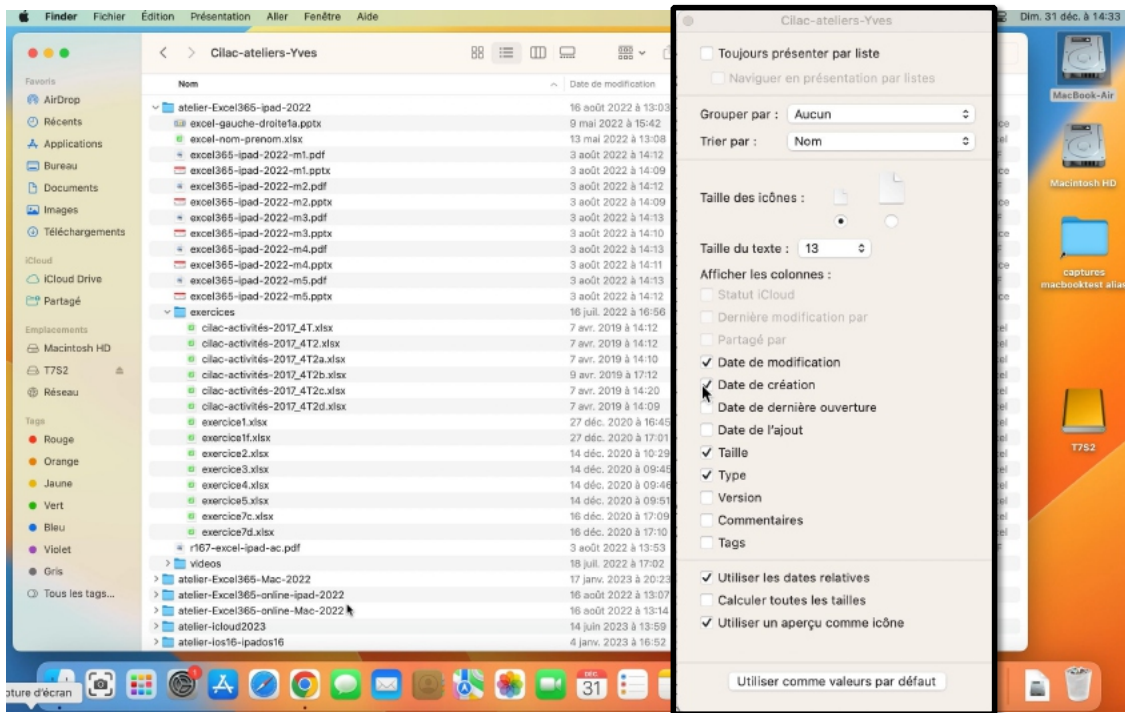 Finder Fichier Édition Présentation Aller Fenêtre Aide
Dim. 31 déc. à 14:33
Cilac-ateliers-Yves
Favoris
AirDrop
Récents
Applications
Bureau
Documents
Images
Téléchargements
iCloud
iCloud Drive
Partagé
Emplacements
Macintosh HD
T7S2
Réseau
Tags
Rouge
Orange
Jaune
Vert
Bleu
Violet
Gris
Tous les tags...
Nom Date de modification
atelier-Excel365-ipad-2022 16 août 2022 à 13:03
excel-gauche-droite1a.pptx 9 mai 2022 à 15:42
excel-nom-prenom.xlsx 13 mai 2022 à 13:08
excel365-ipad-2022-m1.pdf 3 août 2022 à 14:12
excel365-ipad-2022-m1.pptx 3 août 2022 à 14:09
excel365-ipad-2022-m2.pdf 3 août 2022 à 14:12
excel365-ipad-2022-m2.pptx 3 août 2022 à 14:09
excel365-ipad-2022-m3.pdf 3 août 2022 à 14:13
excel365-ipad-2022-m3.pptx 3 août 2022 à 14:10
excel365-ipad-2022-m4.pdf 3 août 2022 à 14:13
excel365-ipad-2022-m4.pptx 3 août 2022 à 14:11
excel365-ipad-2022-m5.pdf 3 août 2022 à 14:13
excel365-ipad-2022-m5.pptx 3 août 2022 à 14:12
exercices 16 juil. 2022 à 16:56
cilac-activités-2017_4T.xlsx 7 avr. 2019 à 14:12
cilac-activités-2017_4T2.xlsx 7 avr. 2019 à 14:12
cilac-activités-2017_4T2a.xlsx 7 avr. 2019 à 14:10
cilac-activités-2017_4T2b.xlsx 9 avr. 2019 à 17:12
cilac-activités-2017_4T2c.xlsx 7 avr. 2019 à 14:20
cilac-activités-2017_4T2d.xlsx 7 avr. 2019 à 14:09
exercice1.xlsx 27 déc. 2020 à 16:45
exercice1f.xlsx 27 déc. 2020 à 17:01
exercice2.xlsx 14 déc. 2020 à 10:29
exercice3.xlsx 14 déc. 2020 à 09:45
exercice4.xlsx 14 déc. 2020 à 09:46
exercice5.xlsx 14 déc. 2020 à 09:51
exercice7c.xlsx 16 déc. 2020 à 17:09
exercice7d.xlsx 16 déc. 2020 à 17:10
r167-excel-ipad-ac.pdf 3 août 2022 à 13:53
videos 18 juil. 2022 à 17:02
atelier-Excel365-Mac-2022 17 janv. 2023 à 20:23
atelier-Excel365-online-ipad-2022 16 août 2022 à 13:07
atelier-Excel365-online-Mac-2022 16 août 2022 à 13:14
atelier-icloud2023 14 juin 2023 à 13:59
atelier-ios16-ipados16 4 janv. 2023 à 16:52
Cilac-ateliers-Yves
Toujours présenter par liste
Naviguer en présentation par listes
Grouper par : Aucun
Trier par : Nom
Taille des icônes :
Taille du texte : 13
Afficher les colonnes :
Statut iCloud
Dernière modification par
Partagé par
Date de modification
Date de création
Date de dernière ouverture
Date de l'ajout
Taille
Type
Version
Commentaires
Tags
Utiliser les dates relatives
Calculer toutes les tailles
Utiliser un aperçu comme icône
Utiliser comme valeurs par défaut
MacBook-Air
Macintosh HD
captures
macbooktest alias
T7S2
pture d'écran
1
DÉC.
31